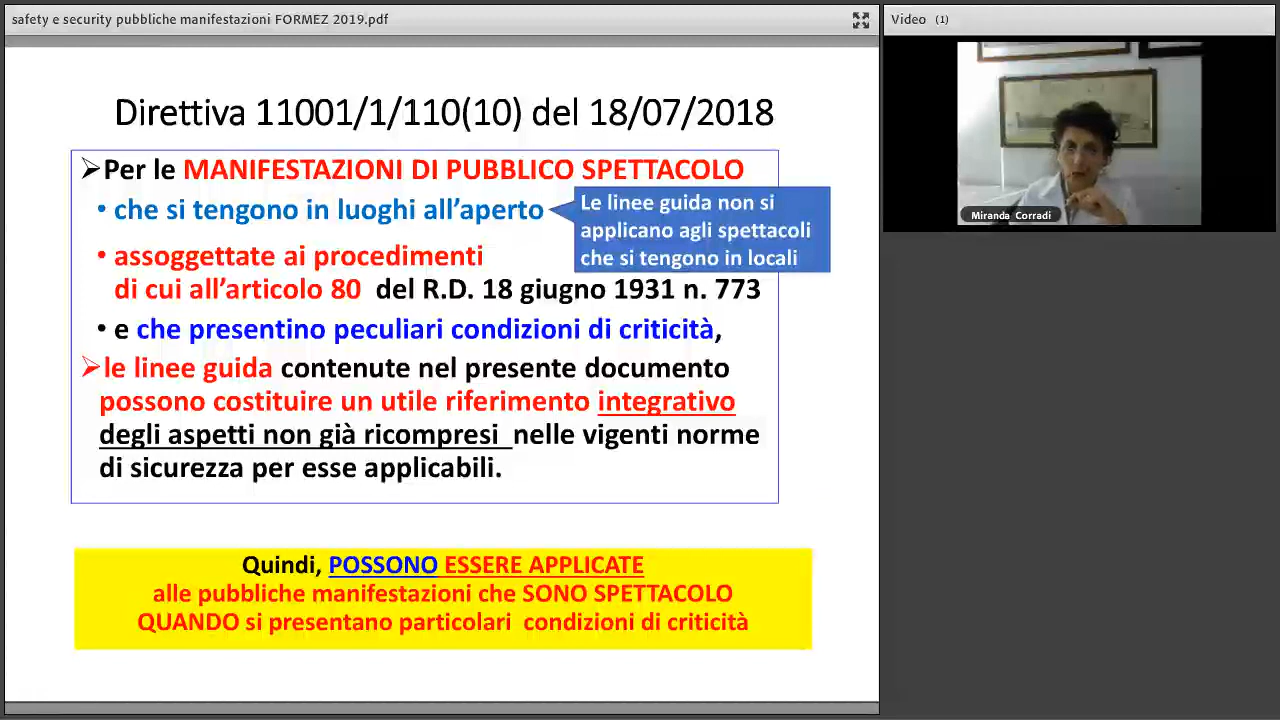 safety e security pubbliche manifestazioni FORMEZ 2019.pdf
Video (1)
Direttiva 11001/1/110(10) del 18/07/2018
Per le MANIFESTAZIONI DI PUBBLICO SPETTACOLO
• che si tengono in luoghi all'aperto
Le linee guida non si
applicano agli spettacoli
che si tengono in locali
• assoggettate ai procedimenti
di cui all'articolo 80 del R.D. 18 giugno 1931 n. 773
• e che presentino peculiari condizioni di criticità,
le linee guida contenute nel presente documento
possono costituire un utile riferimento integrativo
degli aspetti non già ricompresi nelle vigenti norme
di sicurezza per esse applicabili.
Quindi, POSSONO ESSERE APPLICATE
alle pubbliche manifestazioni che SONO SPETTACOLO
QUANDO si presentano particolari condizioni di criticità
Miranda Corradi